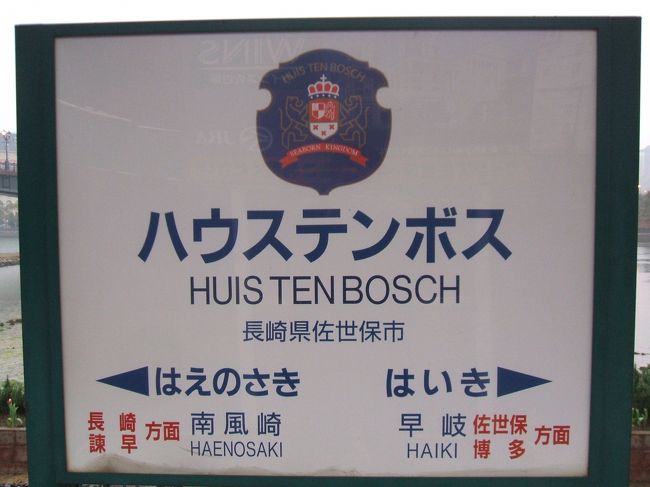 WINS
JRA
HUIS TEN BOSCH
SEABORN KINGDOM
ハウステンボス
HUIS TEN BOSCH
長崎県佐世保市
はえのさき はいき
長崎 諫早 方面 南風崎 早岐 佐世保 博多 方面
HAENOSAKI HAIKI